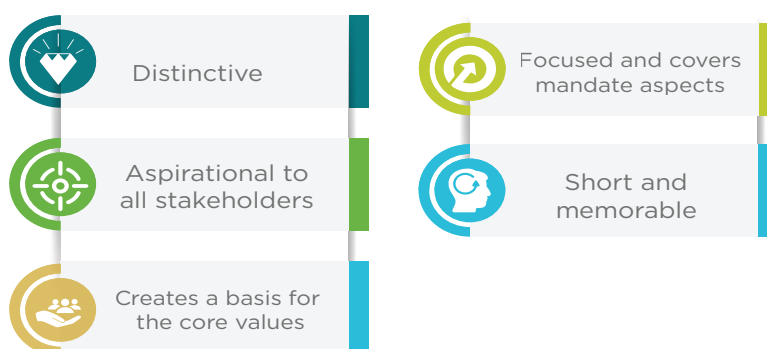 Distinctive
Aspirational to
all stakeholders
Creates a basis for
the core values
Focused and covers
mandate aspects
Short and
memorable